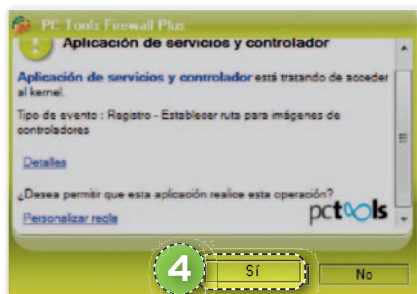 PC Tools Firewall Plus
Aplicación de servicios y controlador
Aplicación de servicios y controlador está tratando de acceder
al kernel.
Tipo de evento : Registro - Establecer ruta para imágenes de
controladores
Detalles
¿Desea permitir que esta aplicación realice esta operación?
Personalizar regla
pctools
4
Sí
No